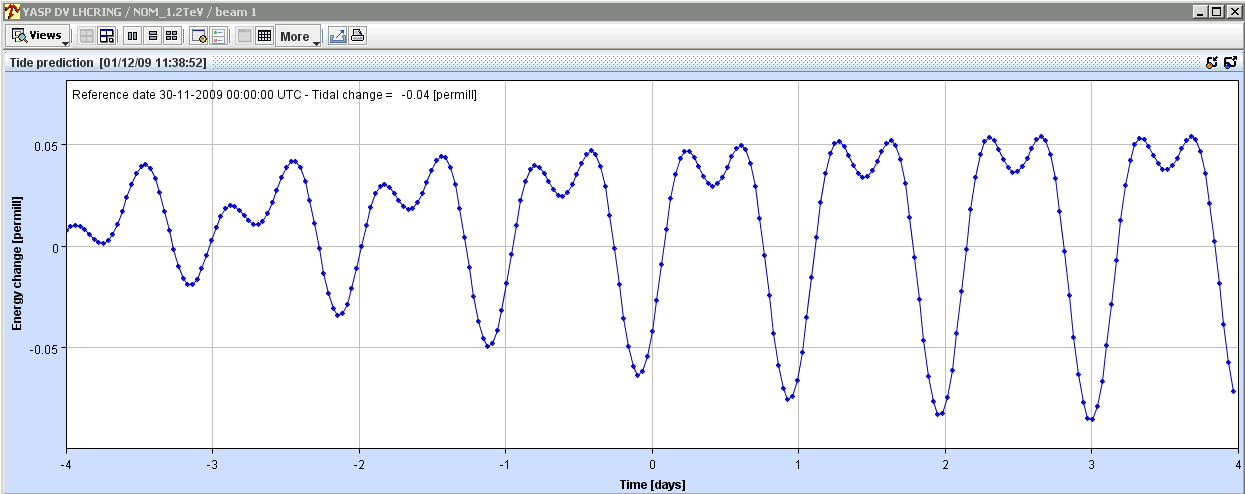 YASP DV LHCRING / NOM_1.2TeV / beam 1
Views More
Tide prediction [01/12/09 11:38:52]
Reference date 30-11-2009 00:00:00 UTC - Tidal change = -0.04 [permill]
0.05
0
-0.05
Energy change [permill]
-4 -3 -2 -1 0 1 2 3 4
Time [days]